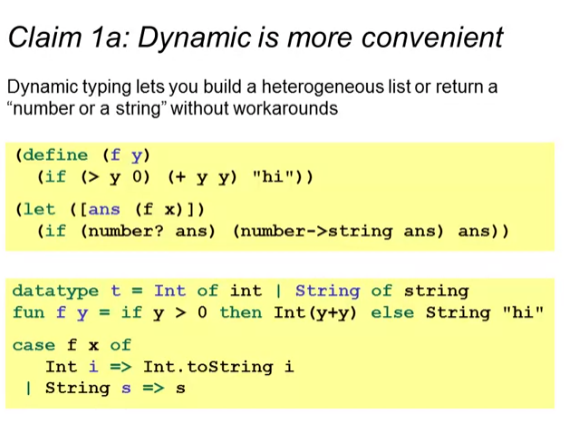 Claim 1a: Dynamic is more convenient
Dynamic typing lets you build a heterogeneous list or return a
“number or a string” without workarounds
(define (f y)
(if (> y 0) (+ y y) "hi"))
(let ([ans (f x)])
(if (number? ans) (number->string ans) ans))
datatype t = Int of int | String of string
fun f y = if y > 0 then Int(y+y) else String "hi"
case f x of
Int i => Int.toString i
| String s => s